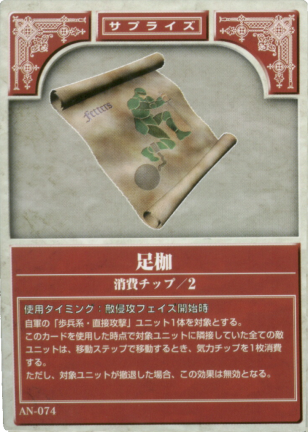 サプライズ
足枷
消費チップ/2
使用タイミング:敵侵攻フェイズ開始時
自軍の「歩兵系・直接攻撃」ユニット1体を対象とする。
このカードを使用した時点で対象ユニットに隣接していた全ての敵
ユニットは、移動ステップで移動するとき、気力チップを1枚消費
する。
ただし、対象ユニットが撤退した場合、この効果は無効となる。
AN-074